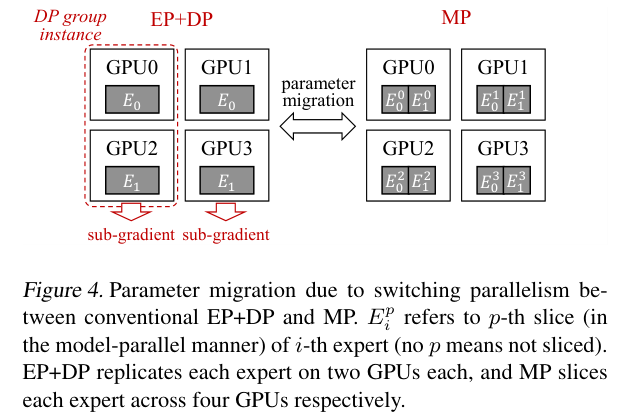 DP group instance
EP+DP
MP
GPU0
E_0
GPU1
E_0
GPU2
E_1
GPU3
E_1
sub-gradient
sub-gradient
parameter migration
GPU0
E_0^0 E_1^0
GPU1
E_0^1 E_1^1
GPU2
E_0^2 E_1^2
GPU3
E_0^3 E_1^3
Figure 4. Parameter migration due to switching parallelism be-
tween conventional EP+DP and MP. E_i^p refers to p-th slice (in
the model-parallel manner) of i-th expert (no p means not sliced).
EP+DP replicates each expert on two GPUs each, and MP slices
each expert across four GPUs respectively.